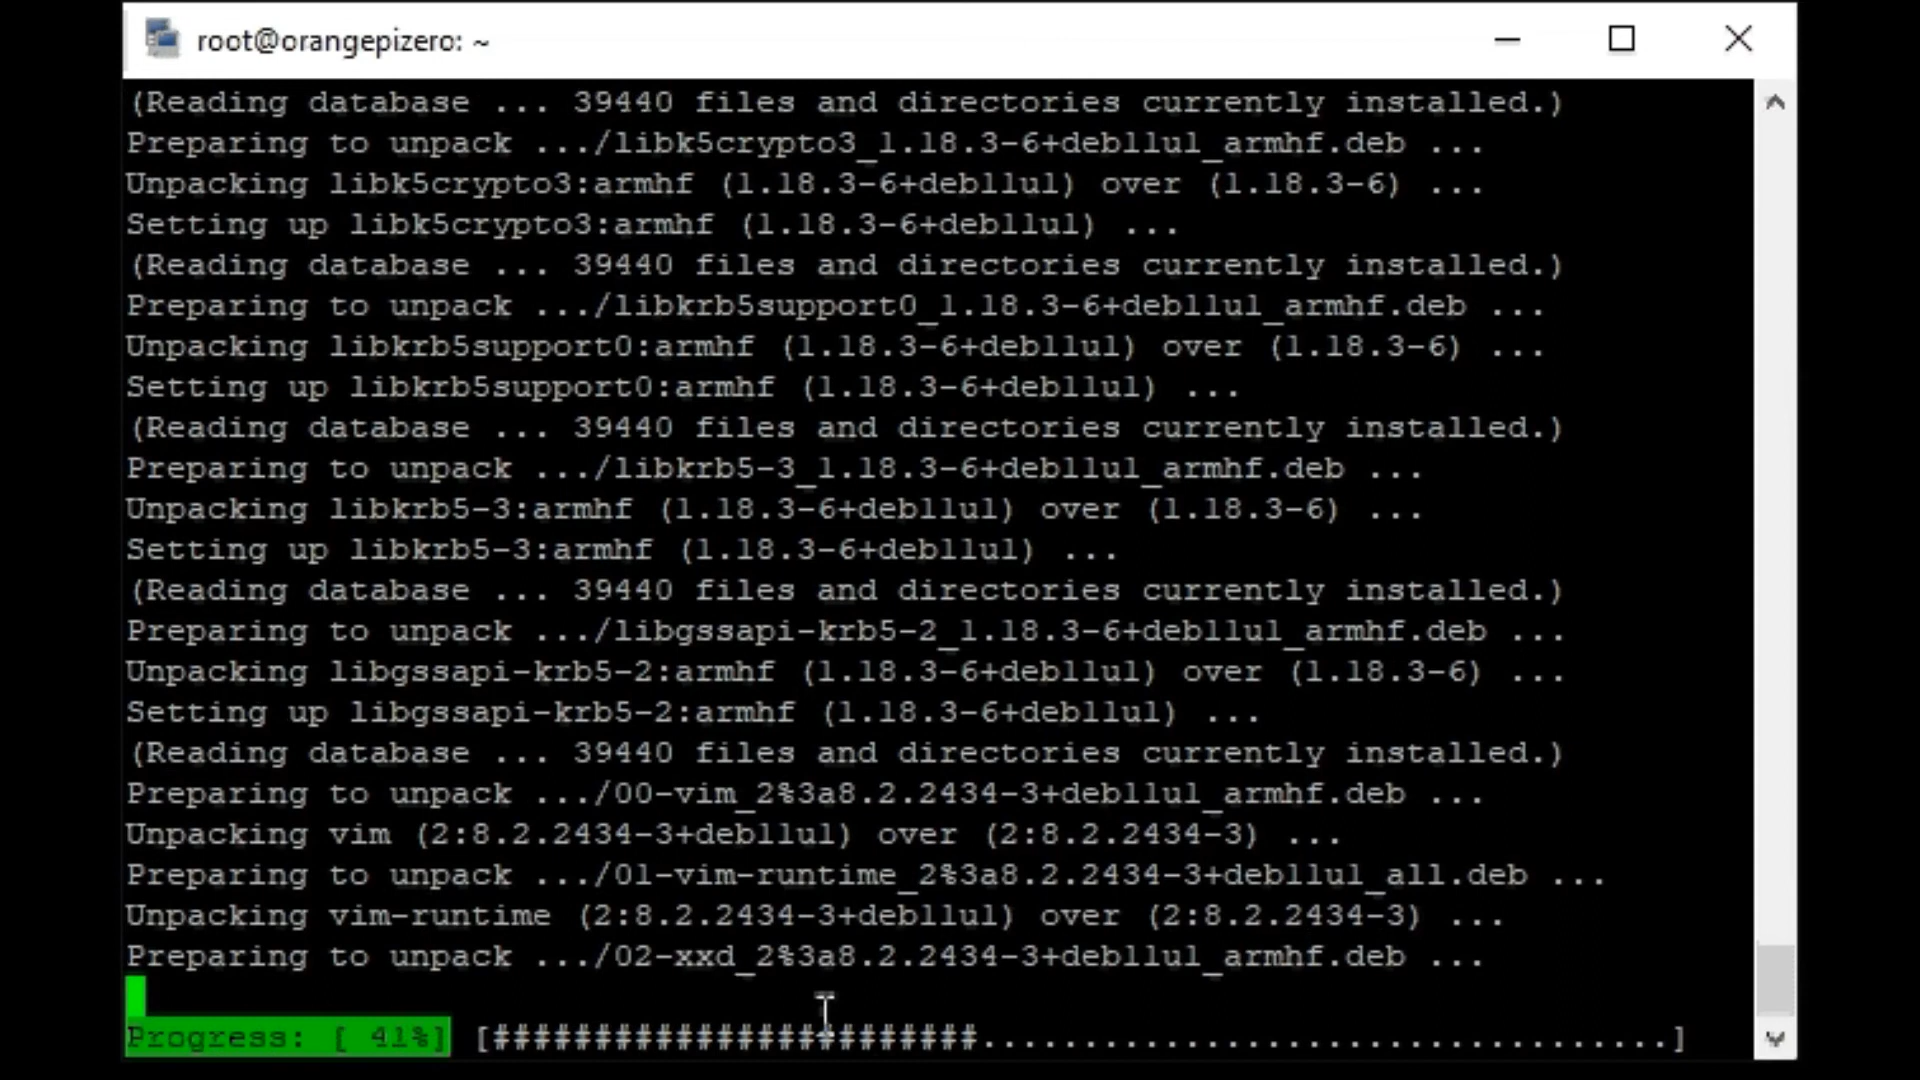 root@orangepizero: ~
(Reading database ... 39440 files and directories currently installed.)
Preparing to unpack .../libk5crypto3_1.18.3-6+deb11u1_armhf.deb ...
Unpacking libk5crypto3:armhf (1.18.3-6+deb11u1) over (1.18.3-6) ...
Setting up libk5crypto3:armhf (1.18.3-6+deb11u1) ...
(Reading database ... 39440 files and directories currently installed.)
Preparing to unpack .../libkrb5support0_1.18.3-6+deb11u1_armhf.deb ...
Unpacking libkrb5support0:armhf (1.18.3-6+deb11u1) over (1.18.3-6) ...
Setting up libkrb5support0:armhf (1.18.3-6+deb11u1) ...
(Reading database ... 39440 files and directories currently installed.)
Preparing to unpack .../libkrb5-3_1.18.3-6+deb11u1_armhf.deb ...
Unpacking libkrb5-3:armhf (1.18.3-6+deb11u1) over (1.18.3-6) ...
Setting up libkrb5-3:armhf (1.18.3-6+deb11u1) ...
(Reading database ... 39440 files and directories currently installed.)
Preparing to unpack .../libgssapi-krb5-2_1.18.3-6+deb11u1_armhf.deb ...
Unpacking libgssapi-krb5-2:armhf (1.18.3-6+deb11u1) over (1.18.3-6) ...
Setting up libgssapi-krb5-2:armhf (1.18.3-6+deb11u1) ...
(Reading database ... 39440 files and directories currently installed.)
Preparing to unpack .../00-vim_2%3a8.2.2434-3+deb11u1_armhf.deb ...
Unpacking vim (2:8.2.2434-3+deb11u1) over (2:8.2.2434-3) ...
Preparing to unpack .../01-vim-runtime_2%3a8.2.2434-3+deb11u1_all.deb ...
Unpacking vim-runtime (2:8.2.2434-3+deb11u1) over (2:8.2.2434-3) ...
Preparing to unpack .../02-xxd_2%3a8.2.2434-3+deb11u1_armhf.deb ...
Progress: [ 41%] [########################..................................]